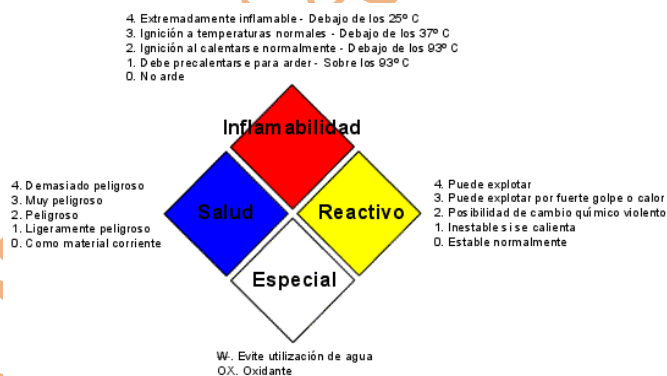 4. Extremadamente inflamable - Debajo de los 25º C
3. Ignición a temperaturas normales - Debajo de los 37º C
2. Ignición al calentarse normalmente - Debajo de los 93º C
1. Debe precalentarse para arder - Sobre los 93º C
0. No arde
Inflamabilidad
4. Demasiado peligroso
3. Muy peligroso
2. Peligroso
1. Ligeramente peligroso
0. Como material corriente
Salud
Reactivo
4. Puede explotar
3. Puede explotar por fuerte golpe o calor
2. Posibilidad de cambio químico violento
1. Inestable si se calienta
0. Estable normalmente
Especial
W. Evite utilización de agua
OX. Oxidante